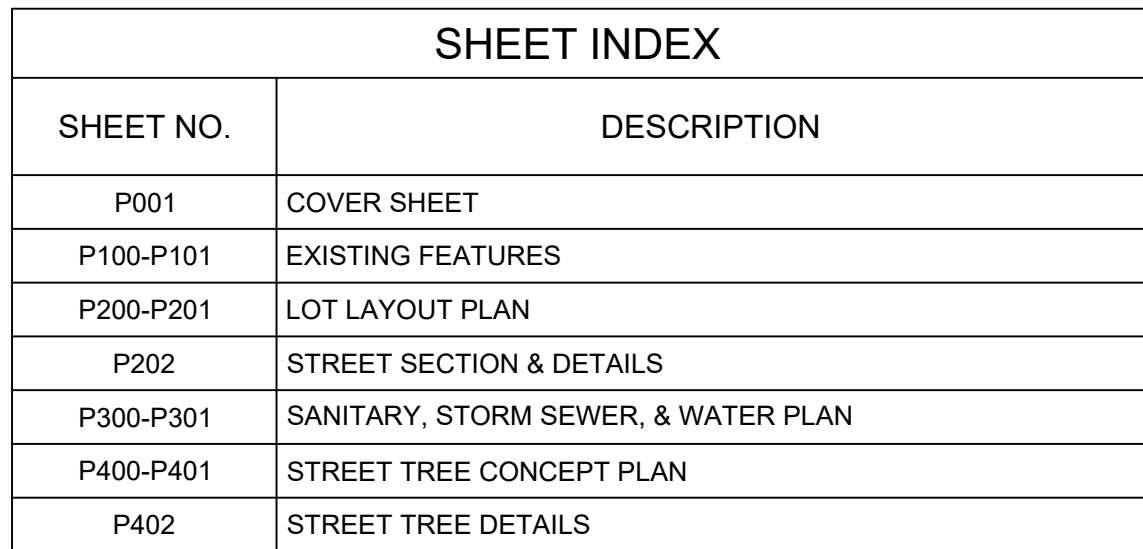 SHEET INDEX
SHEET NO. DESCRIPTION
P001 COVER SHEET
P100-P101 EXISTING FEATURES
P200-P201 LOT LAYOUT PLAN
P202 STREET SECTION & DETAILS
P300-P301 SANITARY, STORM SEWER, & WATER PLAN
P400-P401 STREET TREE CONCEPT PLAN
P402 STREET TREE DETAILS